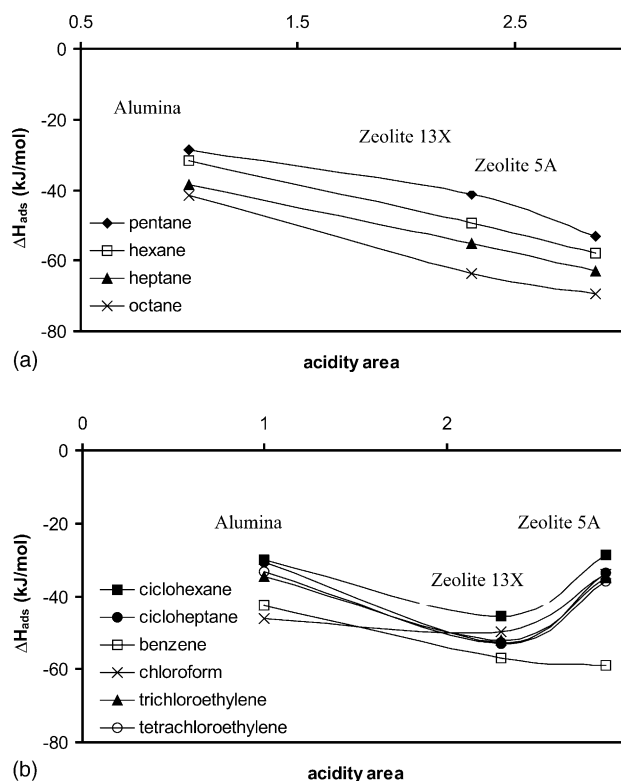 0.5 1.5 2.5
0
-20
-40
-60
-80
ΔHads (kJ/mol)
Alumina
Zeolite 13X
Zeolite 5A
pentane
hexane
heptane
octane
(a)
acidity area
0 1 2
0
-20
-40
-60
-80
ΔHads (kJ/mol)
Alumina
Zeolite 5A
Zeolite 13X
ciclohexane
cicloheptane
benzene
chloroform
trichloroethylene
tetrachloroethylene
(b)
acidity area